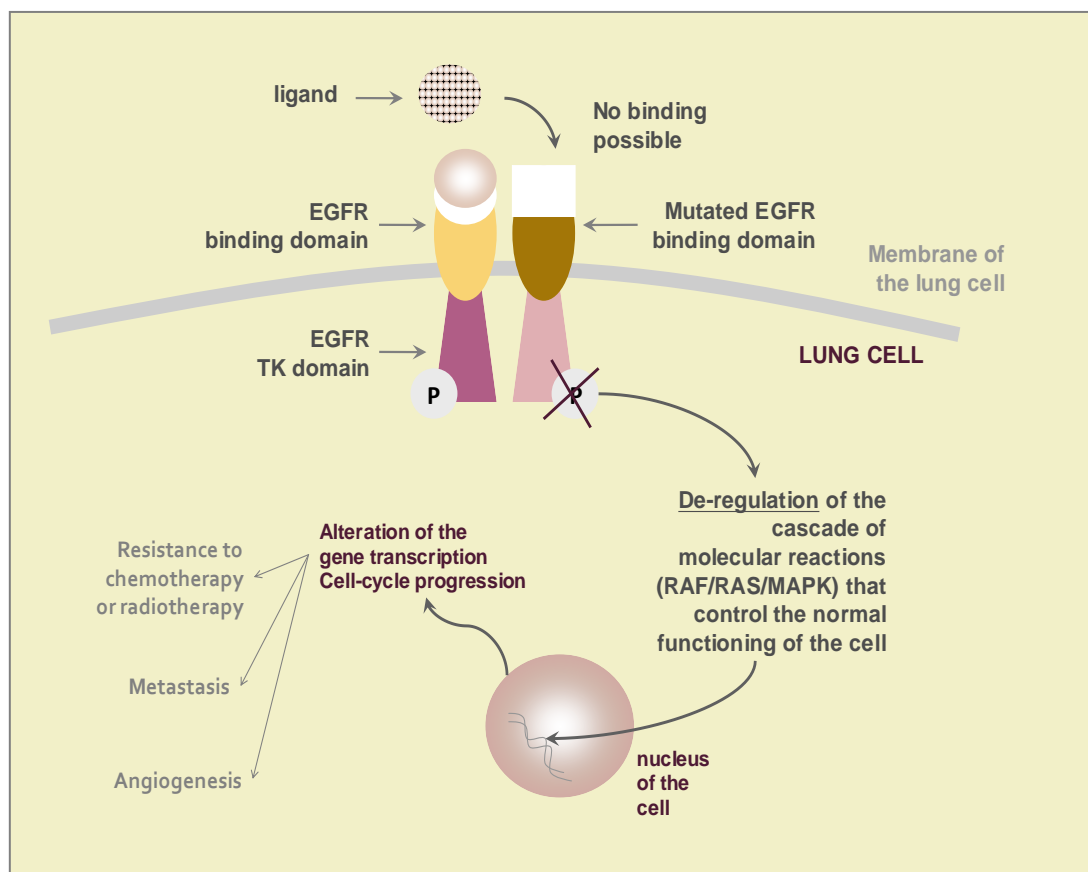 ligand
No binding
possible
EGFR
binding domain
Mutated EGFR
binding domain
Membrane of
the lung cell
EGFR
TK domain
LUNG CELL
P
P
De-regulation of the
cascade of
molecular reactions
(RAF/RAS/MAPK) that
control the normal
functioning of the cell
Alteration of the
gene transcription
Cell-cycle progression
Resistance to
chemotherapy
or radiotherapy
Metastasis
Angiogenesis
nucleus
of the
cell